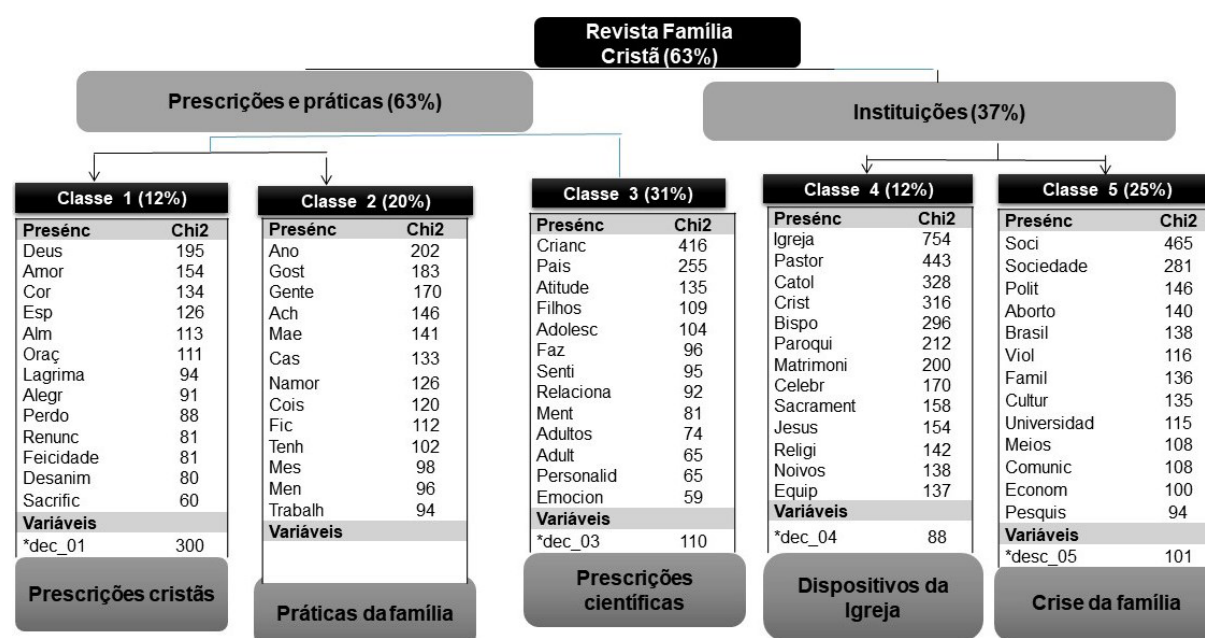 Revista Família
Cristã (63%)
Prescrições e práticas (63%)
Instituições (37%)
Classe 1 (12%)
Presénc Chi2
Deus 195
Amor 154
Cor 134
Esp 126
Alm 113
Oraç 111
Lagrima 94
Alegr 91
Perdo 88
Renunc 81
Feicidade 81
Desanim 80
Sacrific 60
Variáveis
*dec_01 300
Prescrições cristãs
Classe 2 (20%)
Presénc Chi2
Ano 202
Gost 183
Gente 170
Ach 146
Mae 141
Cas 133
Namor 126
Cois 120
Fic 112
Tenh 102
Mes 98
Men 96
Trabalh 94
Variáveis
Práticas da família
Classe 3 (31%)
Presénc Chi2
Crianc 416
Pais 255
Atitude 135
Filhos 109
Adolesc 104
Faz 96
Senti 95
Relaciona 92
Ment 81
Adultos 74
Adult 65
Personalid 65
Emocion 59
Variáveis
*dec_03 110
Prescrições
científicas
Classe 4 (12%)
Presénc Chi2
Igreja 754
Pastor 443
Catol 328
Crist 316
Bispo 296
Paroqui 212
Matrimoni 200
Celebr 170
Sacrament 158
Jesus 154
Religi 142
Noivos 138
Equip 137
Variáveis
*dec_04 88
Dispositivos da
Igreja
Classe 5 (25%)
Presénc Chi2
Soci 465
Sociedade 281
Polit 146
Aborto 140
Brasil 138
Viol 116
Famil 136
Cultur 135
Universidad 115
Meios 108
Comunic 108
Econom 100
Pesquis 94
Variáveis
*desc_05 101
Crise da família